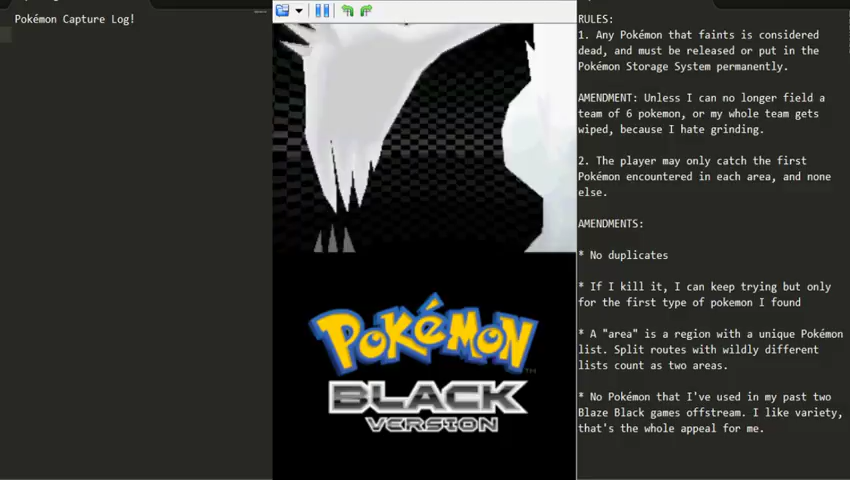 Pokémon Capture Log!
RULES:
1. Any Pokémon that faints is considered
dead, and must be released or put in the
Pokémon Storage System permanently.
AMENDMENT: Unless I can no longer field a
team of 6 pokemon, or my whole team gets
wiped, because I hate grinding.
2. The player may only catch the first
Pokémon encountered in each area, and none
else.
AMENDMENTS:
* No duplicates
* If I kill it, I can keep trying but only
for the first type of pokemon I found
* A "area" is a region with a unique Pokémon
list. Split routes with wildly different
lists count as two areas.
* No Pokémon that I've used in my past two
Blaze Black games offstream. I like variety,
that's the whole appeal for me.
POKéMON
TM
BLACK
VERSION